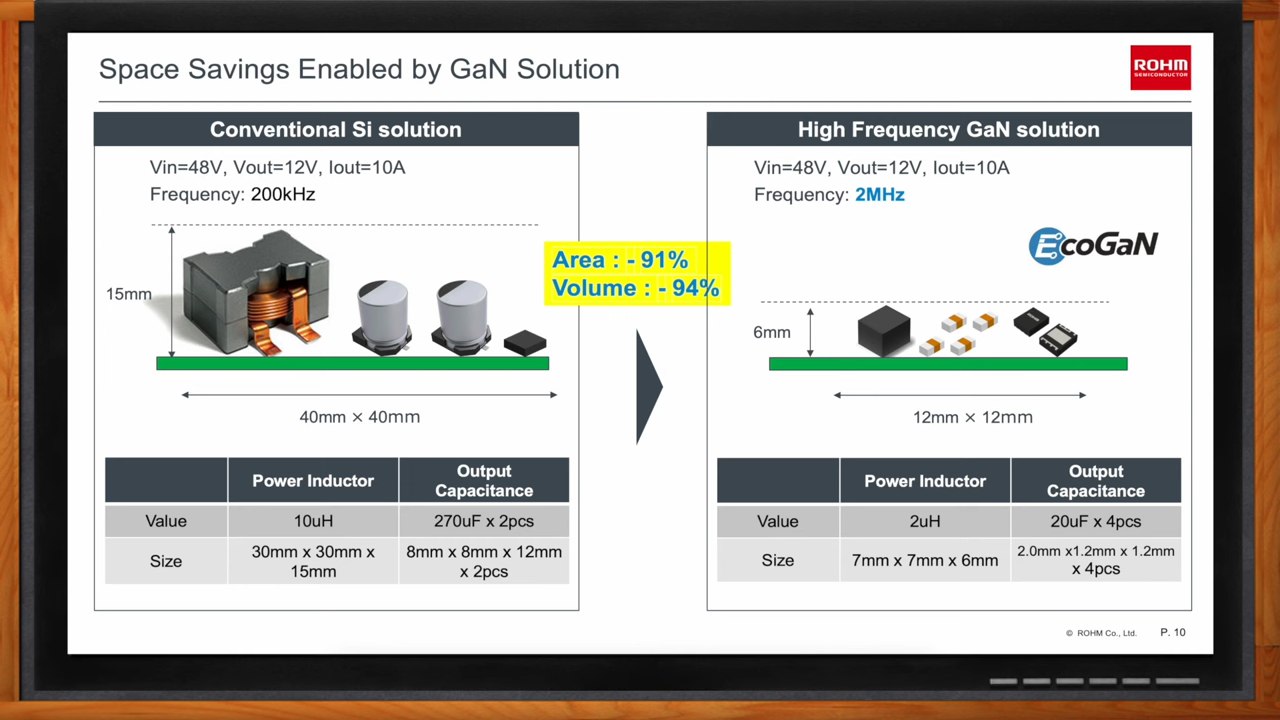 Space Savings Enabled by GaN Solution
ROHM
SEMICONDUCTOR
Conventional Si solution
Vin=48V, Vout=12V, Iout=10A
Frequency: 200kHz
15mm
40mm × 40mm
Power Inductor
Output
Capacitance
Value
10uH
270uF x 2pcs
Size
30mm x 30mm x
15mm
8mm x 8mm x 12mm
x 2pcs
Area : - 91%
Volume : - 94%
High Frequency GaN solution
Vin=48V, Vout=12V, Iout=10A
Frequency: 2MHz
EcoGaN
6mm
12mm × 12mm
Power Inductor
Output
Capacitance
Value
2uH
20uF x 4pcs
Size
7mm x 7mm x 6mm
2.0mm x1.2mm x 1.2mm
x 4pcs
© ROHM Co., Ltd.
P. 10